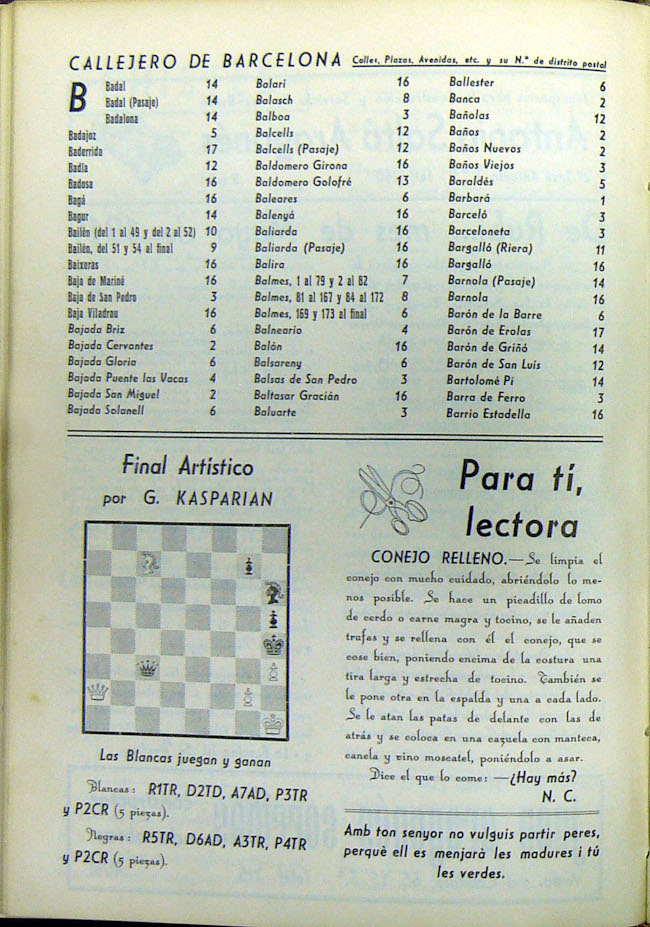 CALLEJERO DE BARCELONA Calles, Plazas, Avenidas, etc. y su N.º de distrito postal
B
Badal 14
Badal (Pasaje) 14
Badalona 14
Badajoz 5
Baderrida 17
Badía 12
Badosa 16
Bagá 16
Bagur 14
Bailén (del 1 al 49 y del 2 al 52) 10
Bailén, del 51 y 54 al final 9
Baixeras 16
Baja de Mariné 16
Baja de San Pedro 3
Baja Viladrau 16
Bajada Briz 6
Bajada Cervantes 2
Bajada Gloria 6
Bajada Puente las Vacas 4
Bajada San Miguel 2
Bajada Solanell 6
Balari 16
Balasch 8
Balboa 3
Balcells 12
Balcells (Pasaje) 12
Baldomero Girona 16
Baldomero Golofré 13
Baleares 6
Balenyá 16
Baliarda 16
Baliarda (Pasaje) 16
Balira 16
Balmes, 1 al 79 y 2 al 82 7
Balmes, 81 al 167 y 84 al 172 8
Balmes, 169 y 173 al final 6
Balneario 4
Balón 16
Balsareny 6
Balsas de San Pedro 3
Baltasar Gracián 16
Baluarte 3
Ballester 6
Banca 2
Bañolas 12
Baños 2
Baños Nuevos 2
Baños Viejos 3
Baraldés 5
Barbará 1
Barceló 3
Barceloneta 3
Bargalló (Riera) 11
Bargalló 16
Barnola (Pasaje) 14
Barnola 16
Barón de la Barre 6
Barón de Erolas 17
Barón de Griñó 14
Barón de San Luis 12
Bartolomé Pi 14
Barra de Ferro 3
Barrio Estadella 16
Final Artístico
por G. KASPARIAN
Las Blancas juegan y ganan
Blancas: R1TR, D2TD, A7AD, P3TR
y P2CR (5 piezas).
Negras: R5TR, D6AD, A3TR, P4TR
y P2CR (5 piezas).
Para tí,
lectora
CONEJO RELLENO.—Se limpia el
conejo con mucho cuidado, abriéndolo lo me-
nos posible. Se hace un picadillo de lomo
de cerdo o carne magra y tocino, se le añaden
trufas y se rellena con él el conejo, que se
cose bien, poniendo encima de la costura una
tira larga y estrecha de tocino. También se
le pone otra en la espalda y una a cada lado.
Se le atan las patas de delante con las de
atrás y se coloca en una cazuela con manteca,
canela y vino moscatel, poniéndolo a asar.
Dice el que lo come: —¿Hay más?
N. C.
Amb ton senyor no vulguis partir peres,
perquè ell es menjarà les madures i tú
les verdes.